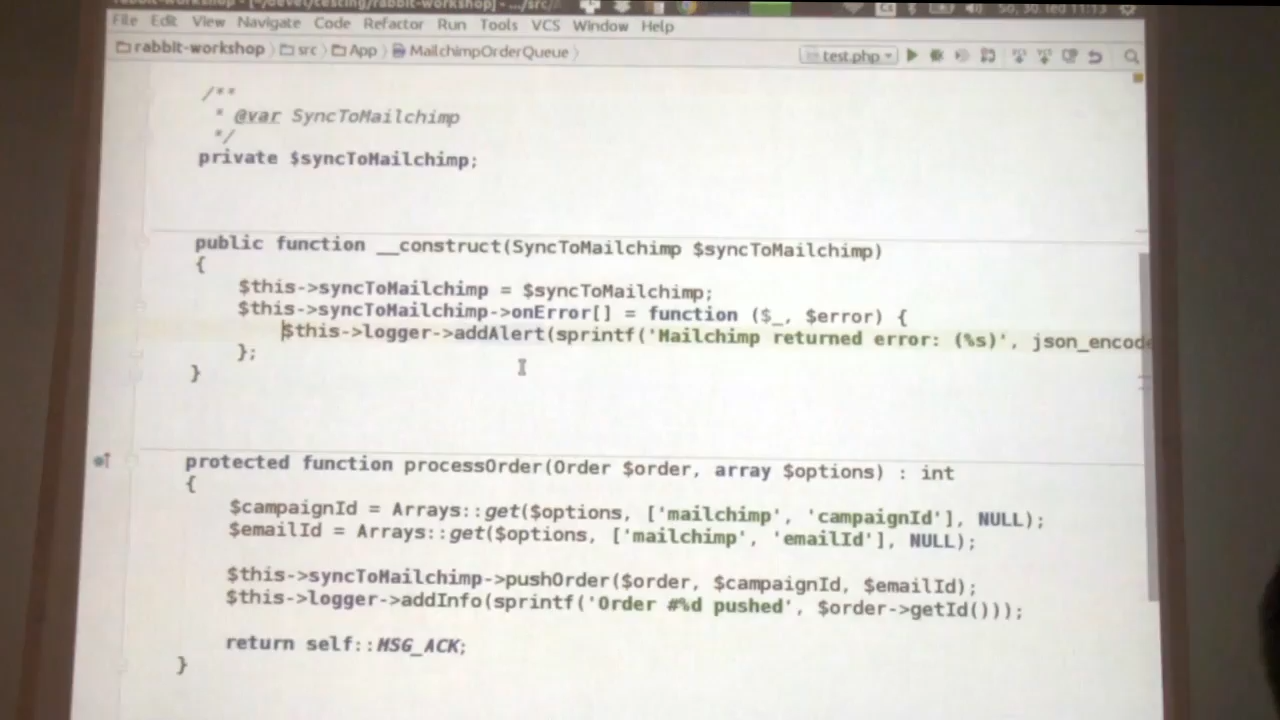 File Edit View Navigate Code Refactor Run Tools VCS Window Help
rabbit-workshop src App MailchimpOrderQueue test.php
/**
* @var SyncToMailchimp
*/
private $syncToMailchimp;
public function __construct(SyncToMailchimp $syncToMailchimp)
{
$this->syncToMailchimp = $syncToMailchimp;
$this->syncToMailchimp->onError[] = function ($_, $error) {
$this->logger->addAlert(sprintf('Mailchimp returned error: (%s)', json_encode
};
}
protected function processOrder(Order $order, array $options) : int
{
$campaignId = Arrays::get($options, ['mailchimp', 'campaignId'], NULL);
$emailId = Arrays::get($options, ['mailchimp', 'emailId'], NULL);
$this->syncToMailchimp->pushOrder($order, $campaignId, $emailId);
$this->logger->addInfo(sprintf('Order #%d pushed', $order->getId()));
return self::MSG_ACK;
}